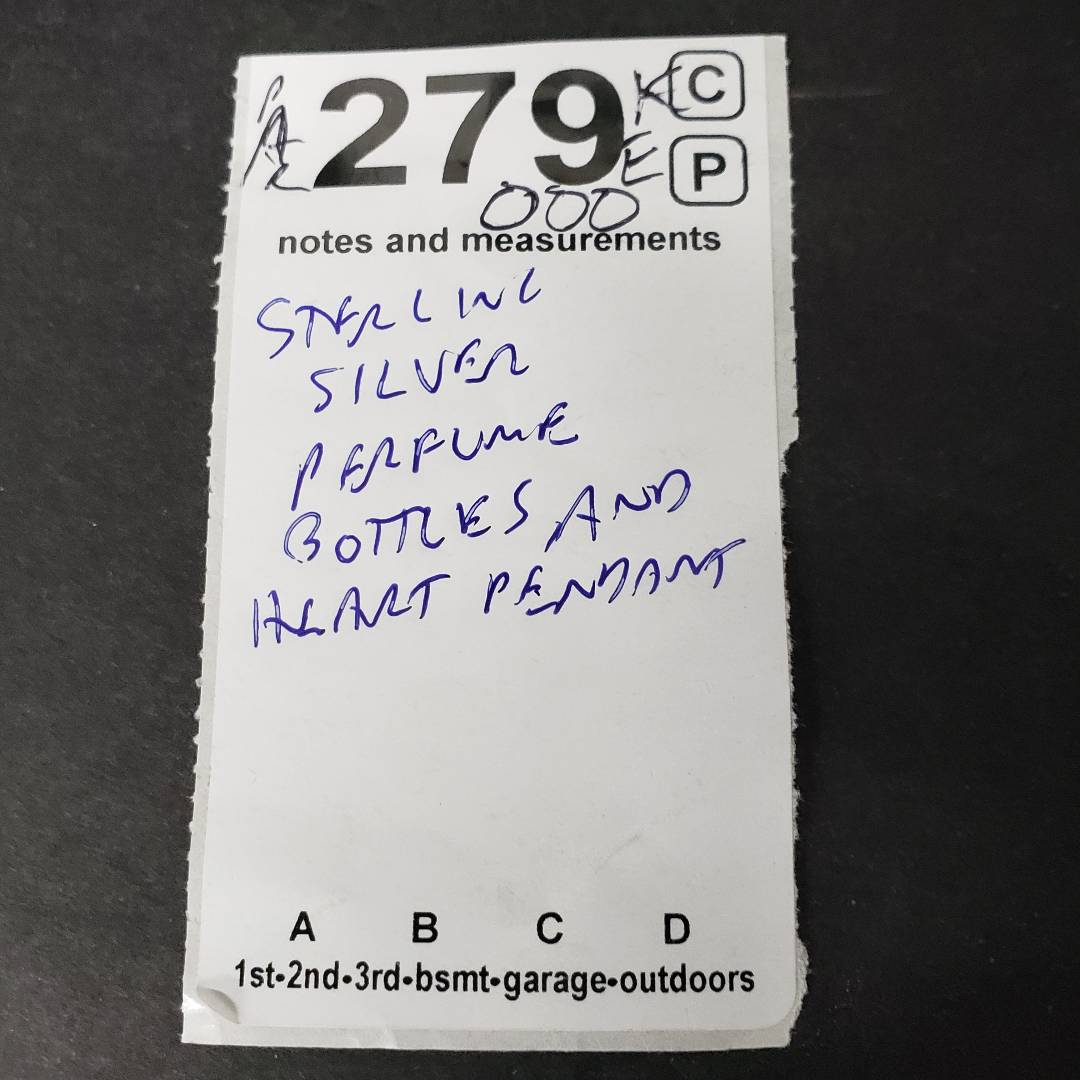 279
C
P
000
notes and measurements
STERLING
SILVER
PERFUME
BOTTLES AND
HEART PENDANT
A B C D
1st•2nd•3rd•bsmt•garage•outdoors